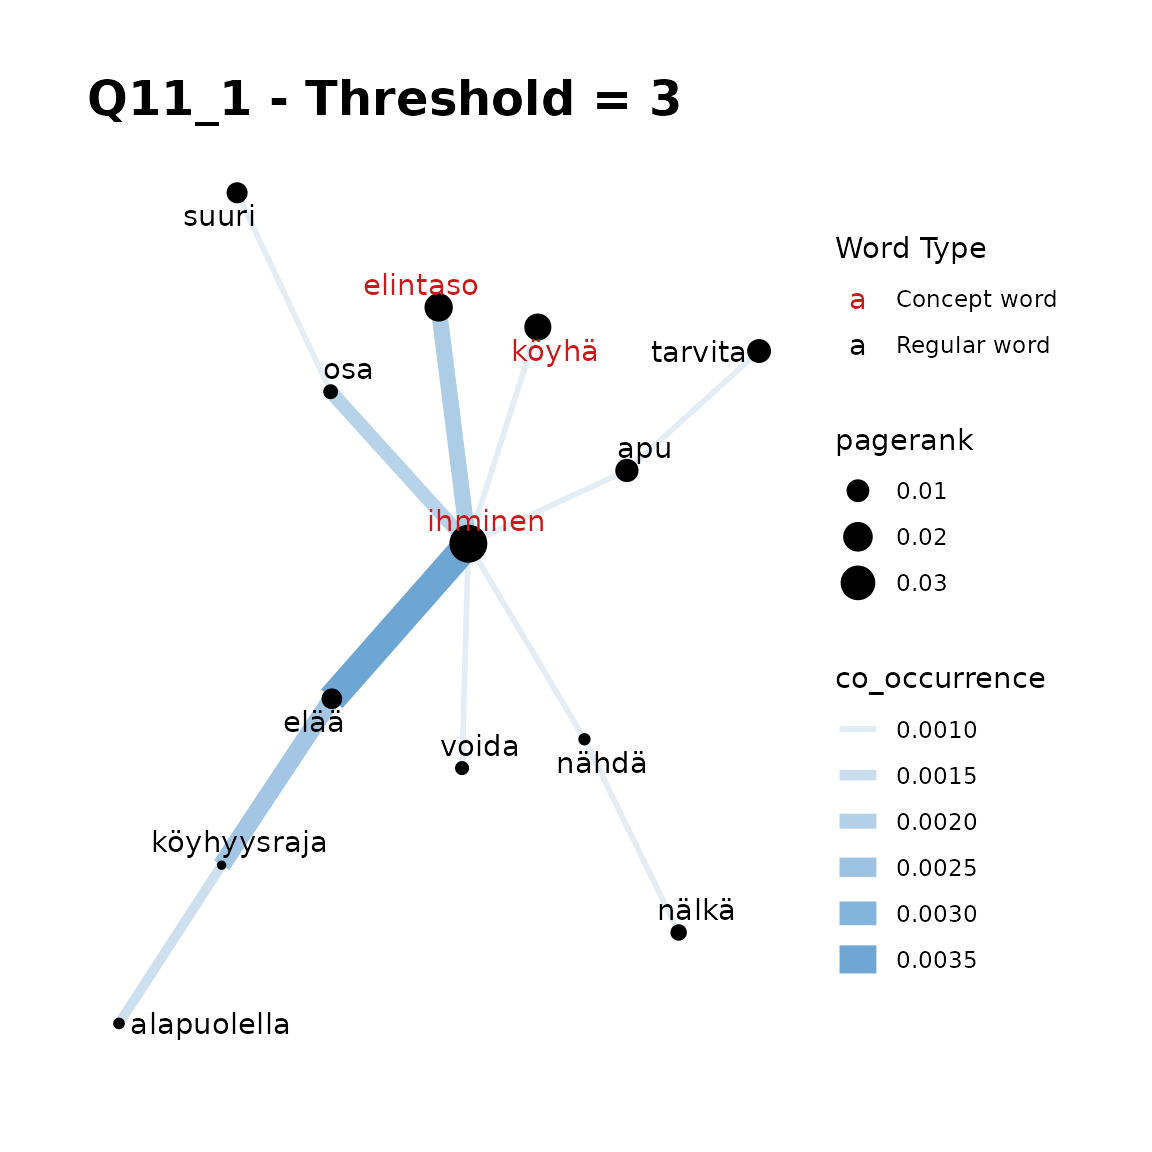 Q11_1 - Threshold = 3
suuri
elintaso
köyhä
tarvita
osa
apu
ihminen
elää
voida
nähdä
köyhyysraja
nälkä
alapuolella
Word Type
a Concept word
a Regular word
pagerank
0.01
0.02
0.03
co_occurrence
0.0010
0.0015
0.0020
0.0025
0.0030
0.0035